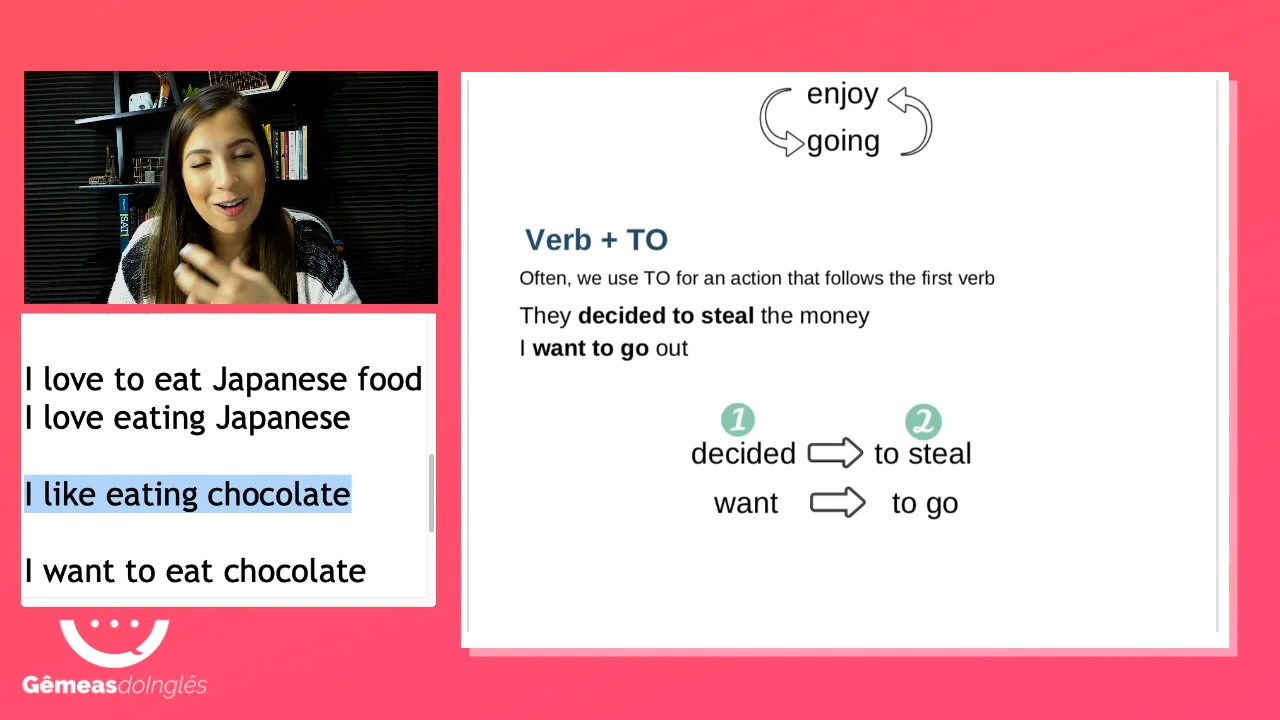 enjoy
going
Verb + TO
Often, we use TO for an action that follows the first verb
They decided to steal the money
I want to go out
1 2
decided to steal
want to go
I love to eat Japanese food
I love eating Japanese
I like eating chocolate
I want to eat chocolate
GêmeasdoInglês